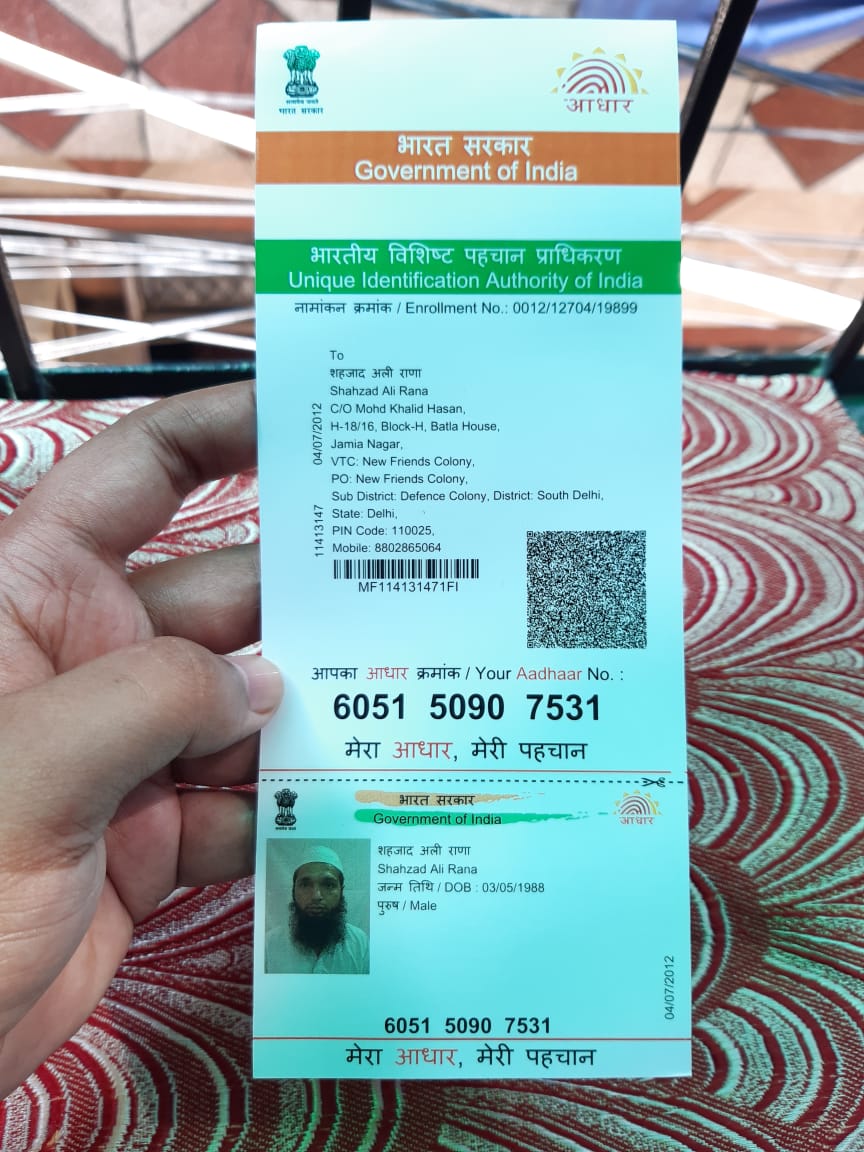 सत्यमेव जयते
भारत सरकार
आधार
भारत सरकार
Government of India
भारतीय विशिष्ट पहचान प्राधिकरण
Unique Identification Authority of India
नामांकन क्रमांक / Enrollment No.: 0012/12704/19899
To
शहजाद अली राणा
Shahzad Ali Rana
C/O Mohd Khalid Hasan,
H-18/16, Block-H, Batla House,
Jamia Nagar,
VTC: New Friends Colony,
PO: New Friends Colony,
Sub District: Defence Colony, District: South Delhi,
State: Delhi,
PIN Code: 110025,
Mobile: 8802865064
04/07/2012
11413147
MF114131471FI
आपका आधार क्रमांक / Your Aadhaar No. :
6051 5090 7531
मेरा आधार, मेरी पहचान
भारत सरकार
Government of India
आधार
शहजाद अली राणा
Shahzad Ali Rana
जन्म तिथि / DOB : 03/05/1988
पुरुष / Male
04/07/2012
6051 5090 7531
मेरा आधार, मेरी पहचान